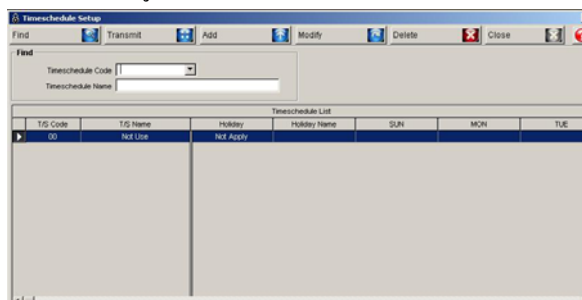 Timeschedule Setup
Find Transmit Add Modify Delete Close
Find
Timeschedule Code
Timeschedule Name
Timeschedule List
T/S Code T/S Name Holiday Holiday Name SUN MON TUE
00 Not Use Not Apply